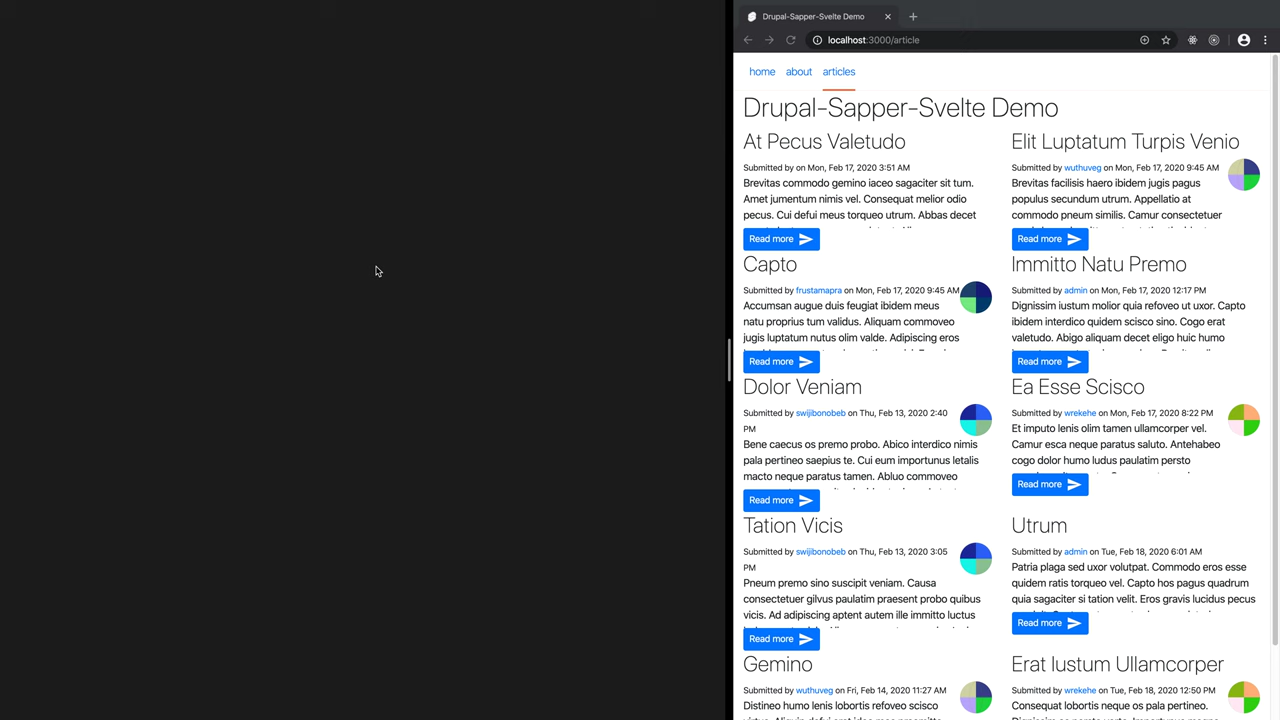 Drupal-Sapper-Svelte Demo
localhost:3000/article
home about articles
Drupal-Sapper-Svelte Demo
At Pecus Valetudo
Submitted by on Mon, Feb 17, 2020 3:51 AM
Brevitas commodo gemino iaceo sagaciter sit tum.
Amet jumentum nimis vel. Consequat melior odio
pecus. Cui defui meus torqueo utrum. Abbas decet
Read more
Elit Luptatum Turpis Venio
Submitted by wuthuveg on Mon, Feb 17, 2020 9:45 AM
Brevitas facilisis haero ibidem jugis pagus
populus secundum utrum. Appellatio at
commodo pneum similis. Camur consectetuer
Read more
Capto
Submitted by frustamapra on Mon, Feb 17, 2020 9:45 AM
Accumsan augue duis feugiat ibidem meus
natu proprius tum validus. Aliquam commoveo
jugis luptatum nutus olim valde. Adipiscing eros
Read more
Immitto Natu Premo
Submitted by admin on Mon, Feb 17, 2020 12:17 PM
Dignissim iustum molior quia refoveo ut uxor. Capto
ibidem interdico quidem scisco sino. Cogo erat
valetudo. Abigo aliquam decet eligo huic humo
Read more
Dolor Veniam
Submitted by swijibonobeb on Thu, Feb 13, 2020 2:40
PM
Bene caecus os premo probo. Abico interdico nimis
pala pertineo saepius te. Cui eum importunus letalis
macto neque paratus tamen. Abluo commoveo
Read more
Ea Esse Scisco
Submitted by wrekehe on Mon, Feb 17, 2020 8:22 PM
Et imputo lenis olim tamen ullamcorper vel.
Camur esca neque paratus saluto. Antehabeo
cogo dolor humo ludus paulatim persto
Read more
Tation Vicis
Submitted by swijibonobeb on Thu, Feb 13, 2020 3:05
PM
Pneum premo sino suscipit veniam. Causa
consectetuer gilvus paulatim praesent probo quibus
vicis. Ad adipiscing aptent autem ille immitto luctus
Read more
Utrum
Submitted by admin on Tue, Feb 18, 2020 6:01 AM
Patria plaga sed uxor volutpat. Commodo eros esse
quidem ratis torqueo vel. Capto hos pagus quadrum
quia sagaciter si tation velit. Eros gravis lucidus pecus
Read more
Gemino
Submitted by wuthuveg on Fri, Feb 14, 2020 11:27 AM
Distineo humo lenis lobortis refoveo scisco
Erat Iustum Ullamcorper
Submitted by wrekehe on Tue, Feb 18, 2020 12:50 PM
Consequat lobortis neque os pala pertineo.